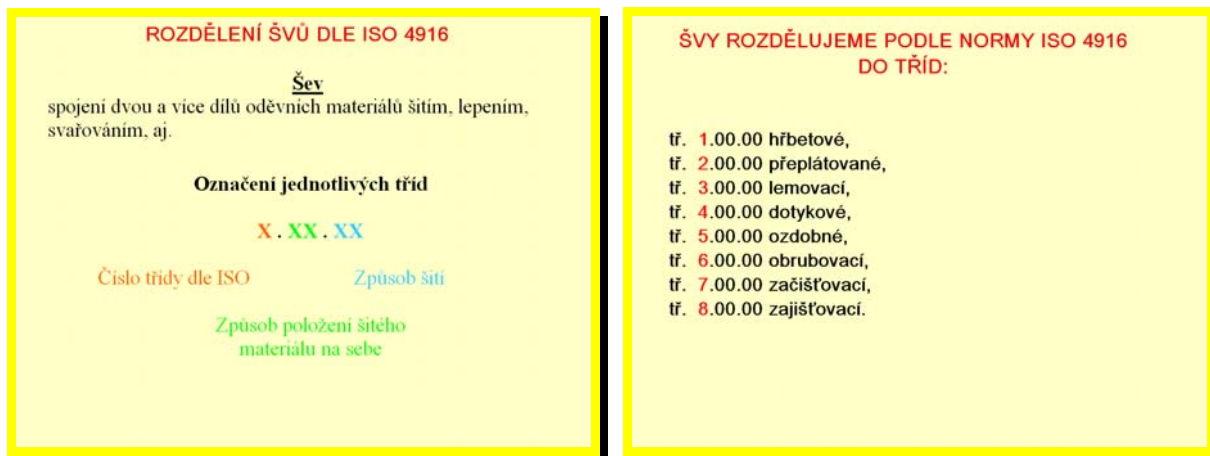 ROZDĚLENÍ ŠVŮ DLE ISO 4916
Šev
spojení dvou a více dílů oděvních materiálů šitím, lepením,
svařováním, aj.
Označení jednotlivých tříd
X . XX . XX
Číslo třídy dle ISO Způsob šití
Způsob položení šitého
materiálu na sebe
ŠVY ROZDĚLUJEME PODLE NORMY ISO 4916
DO TŘÍD:
tř. 1.00.00 hřbetové,
tř. 2.00.00 přeplátované,
tř. 3.00.00 lemovací,
tř. 4.00.00 dotykové,
tř. 5.00.00 ozdobné,
tř. 6.00.00 obrubovací,
tř. 7.00.00 začišťovací,
tř. 8.00.00 zajišťovací.